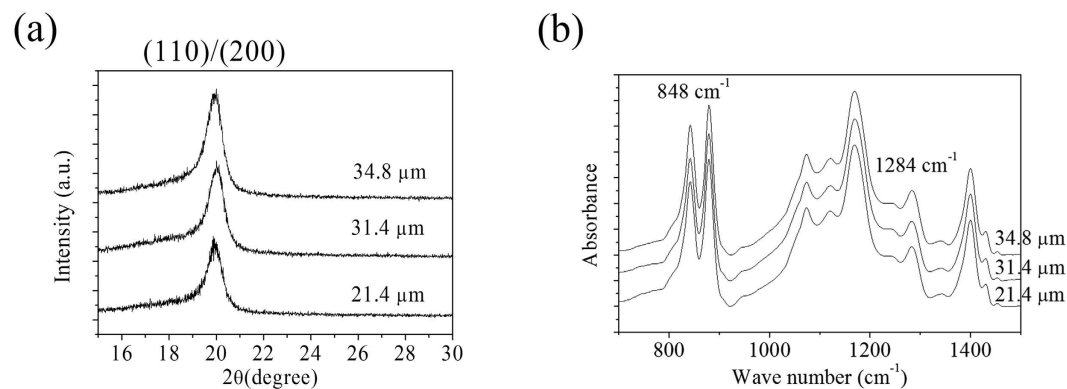 (a)
(110)/(200)
34.8 µm
31.4 µm
21.4 µm
Intensity (a.u.)
16 18 20 22 24 26 28 30
2θ(degree)
(b)
848 cm⁻¹
1284 cm⁻¹
34.8 µm
31.4 µm
21.4 µm
Absorbance
800 1000 1200 1400
Wave number (cm⁻¹)